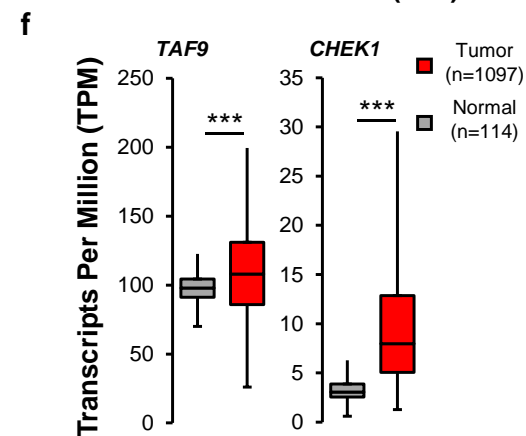 f
TAF9
CHEK1
Tumor
(n=1097)
Normal
(n=114)
Transcripts Per Million (TPM)
250
200
150
100
50
0
***
35
30
25
20
15
10
5
0
***